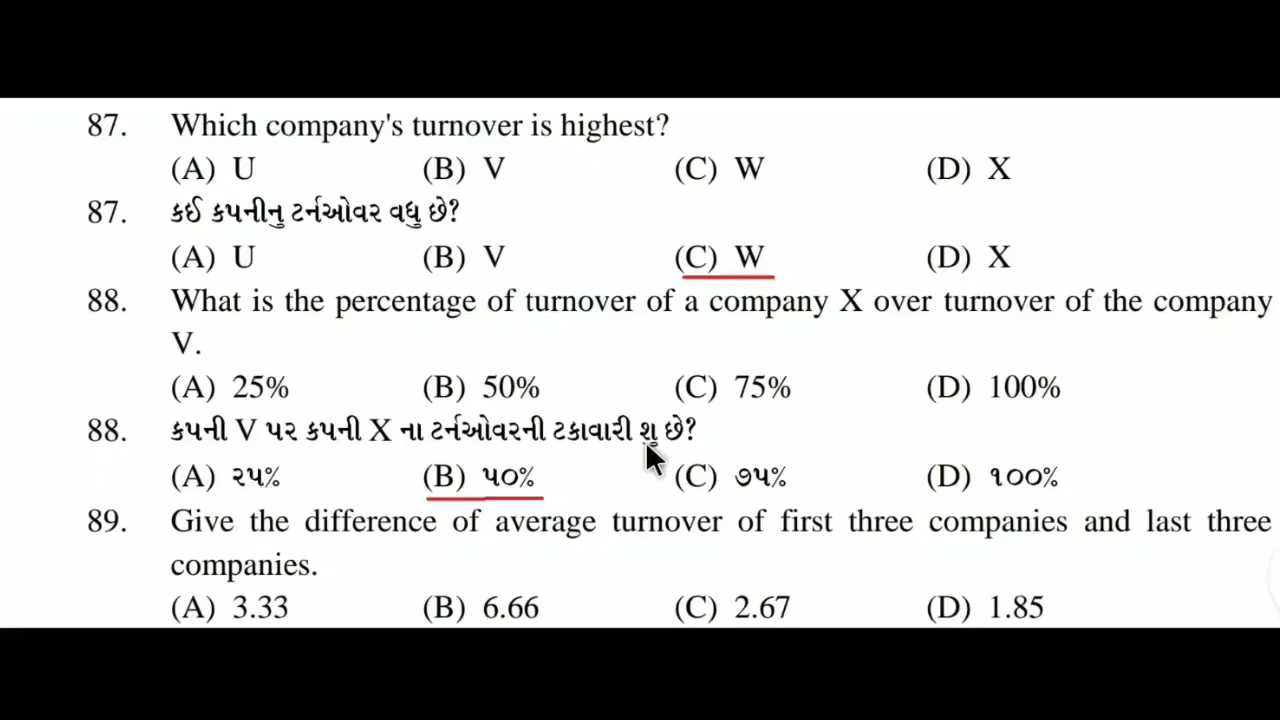 87. Which company's turnover is highest?
(A) U (B) V (C) W (D) X
87. કઈ કપનીનુ ટર્નઓવર વધુ છે?
(A) U (B) V (C) W (D) X
88. What is the percentage of turnover of a company X over turnover of the company
V.
(A) 25% (B) 50% (C) 75% (D) 100%
88. કપની V પર કપની X ના ટર્નઓવરની ટકાવારી શુ છે?
(A) ૨૫% (B) ૫૦% (C) ૭૫% (D) ૧૦૦%
89. Give the difference of average turnover of first three companies and last three
companies.
(A) 3.33 (B) 6.66 (C) 2.67 (D) 1.85